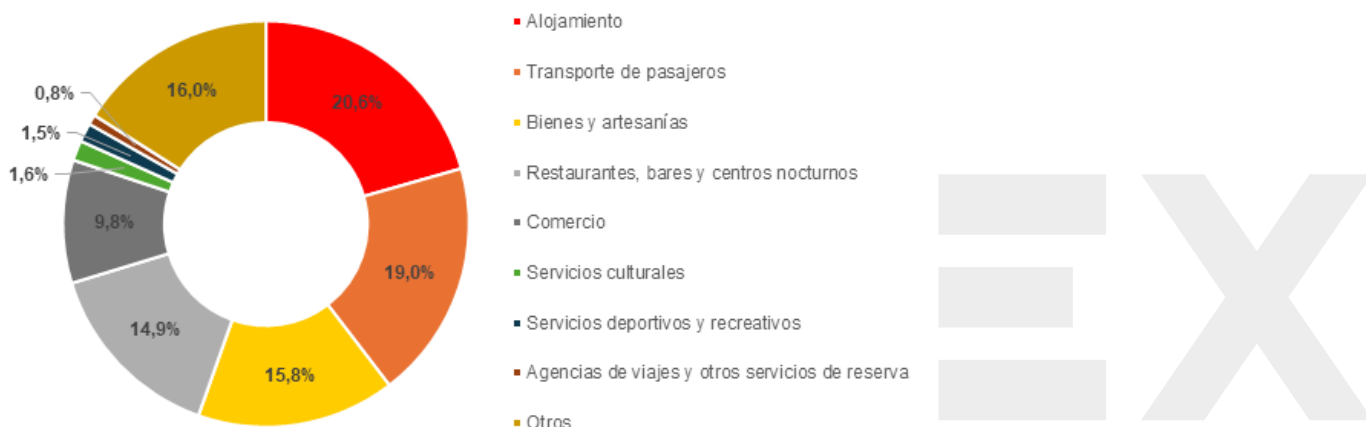 Alojamiento
Transporte de pasajeros
Bienes y artesanías
Restaurantes, bares y centros nocturnos
Comercio
Servicios culturales
Servicios deportivos y recreativos
Agencias de viajes y otros servicios de reserva
Otros
20,6%
19,0%
15,8%
14,9%
9,8%
1,6%
1,5%
0,8%
16,0%
EX